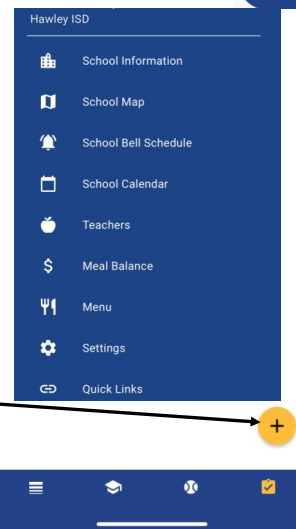 Hawley ISD
School Information
School Map
School Bell Schedule
School Calendar
Teachers
$ Meal Balance
Menu
Settings
Quick Links
+